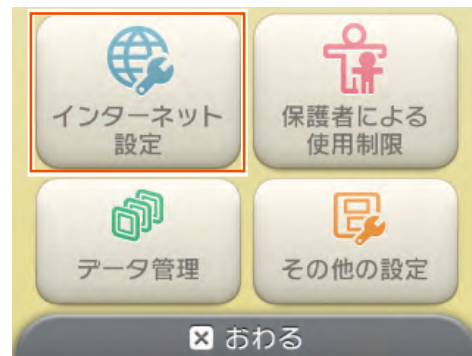 インターネット
設定
保護者による
使用制限
データ管理
その他の設定
× おわる